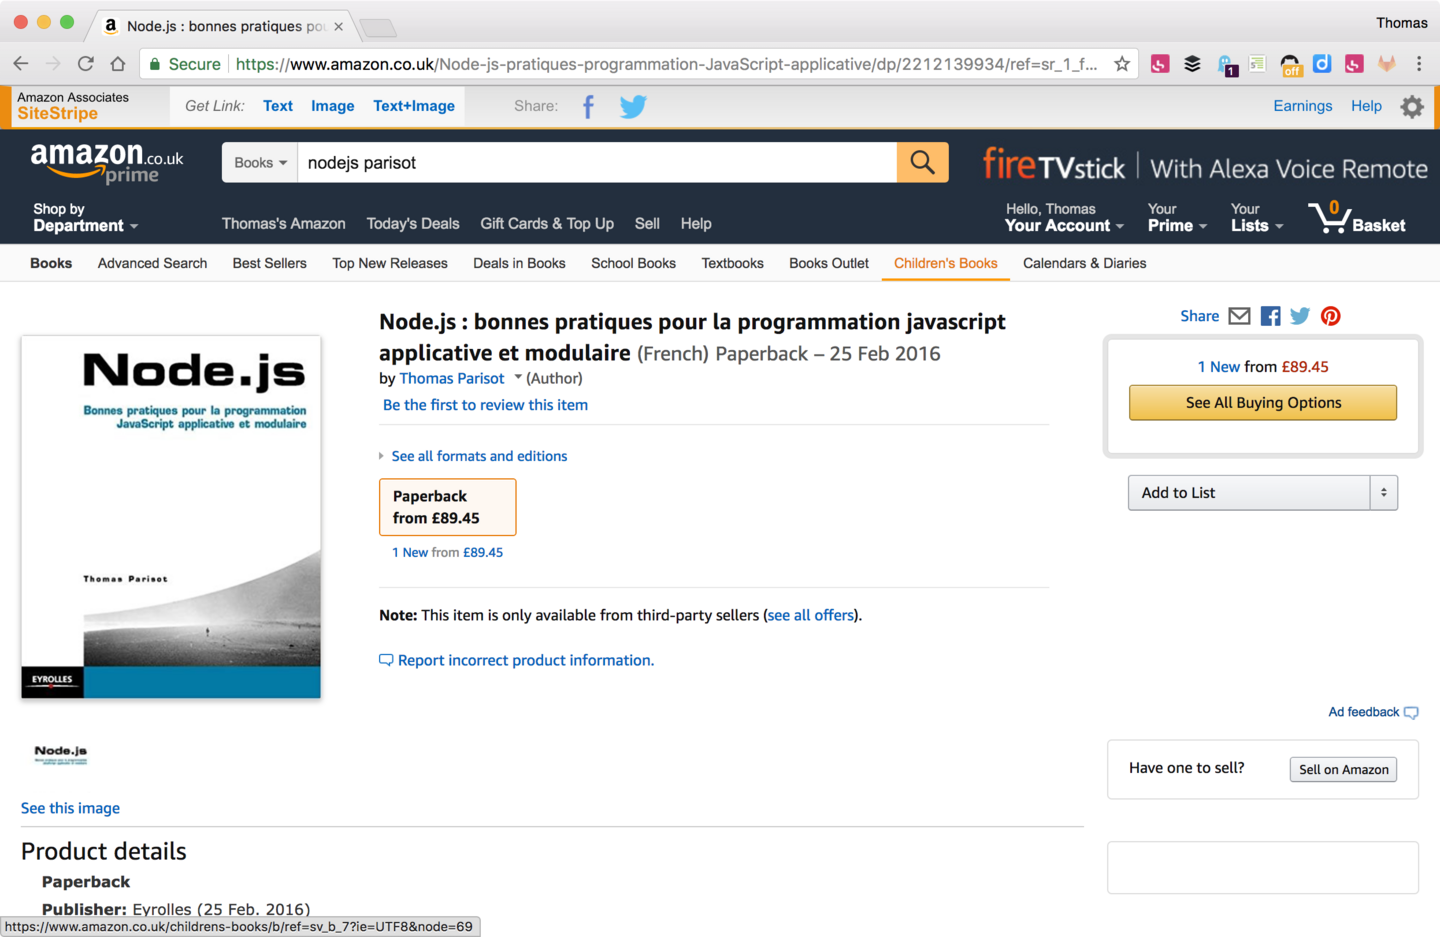 Node.js : bonnes pratiques po
Thomas
Secure
https://www.amazon.co.uk/Node-js-pratiques-programmation-JavaScript-applicative/dp/2212139934/ref=sr_1_f...
1
off
Amazon Associates
SiteStripe
Get Link: Text Image Text+Image
Share:
Earnings Help
amazon.co.uk
prime
Books
nodejs parisot
fireTVstick | With Alexa Voice Remote
Shop by
Department
Thomas's Amazon Today's Deals Gift Cards & Top Up Sell Help
Hello, Thomas
Your Account
Your
Prime
Your
Lists
0
Basket
Books Advanced Search Best Sellers Top New Releases Deals in Books School Books Textbooks Books Outlet Children's Books Calendars & Diaries
Node.js
Bonnes pratiques pour la programmation
JavaScript applicative et modulaire
Thomas Parisot
EYROLLES
Node.js
See this image
Node.js : bonnes pratiques pour la programmation javascript
applicative et modulaire (French) Paperback – 25 Feb 2016
by Thomas Parisot (Author)
Be the first to review this item
See all formats and editions
Paperback
from £89.45
1 New from £89.45
Note: This item is only available from third-party sellers (see all offers).
Report incorrect product information.
Share
1 New from £89.45
See All Buying Options
Add to List
Ad feedback
Have one to sell?
Sell on Amazon
Product details
Paperback
Publisher: Eyrolles (25 Feb. 2016)
https://www.amazon.co.uk/childrens-books/b/ref=sv_b_7?ie=UTF8&node=69